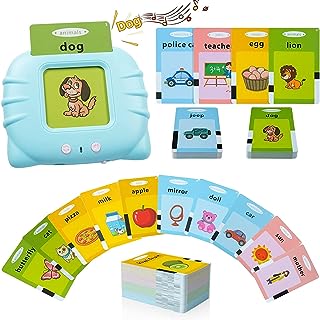 Dog
animals
dog
police car
teacher
egg
lion
jeep
dog
butterfly
pizza
milk
apple
mirror
doll
car
sun
mother